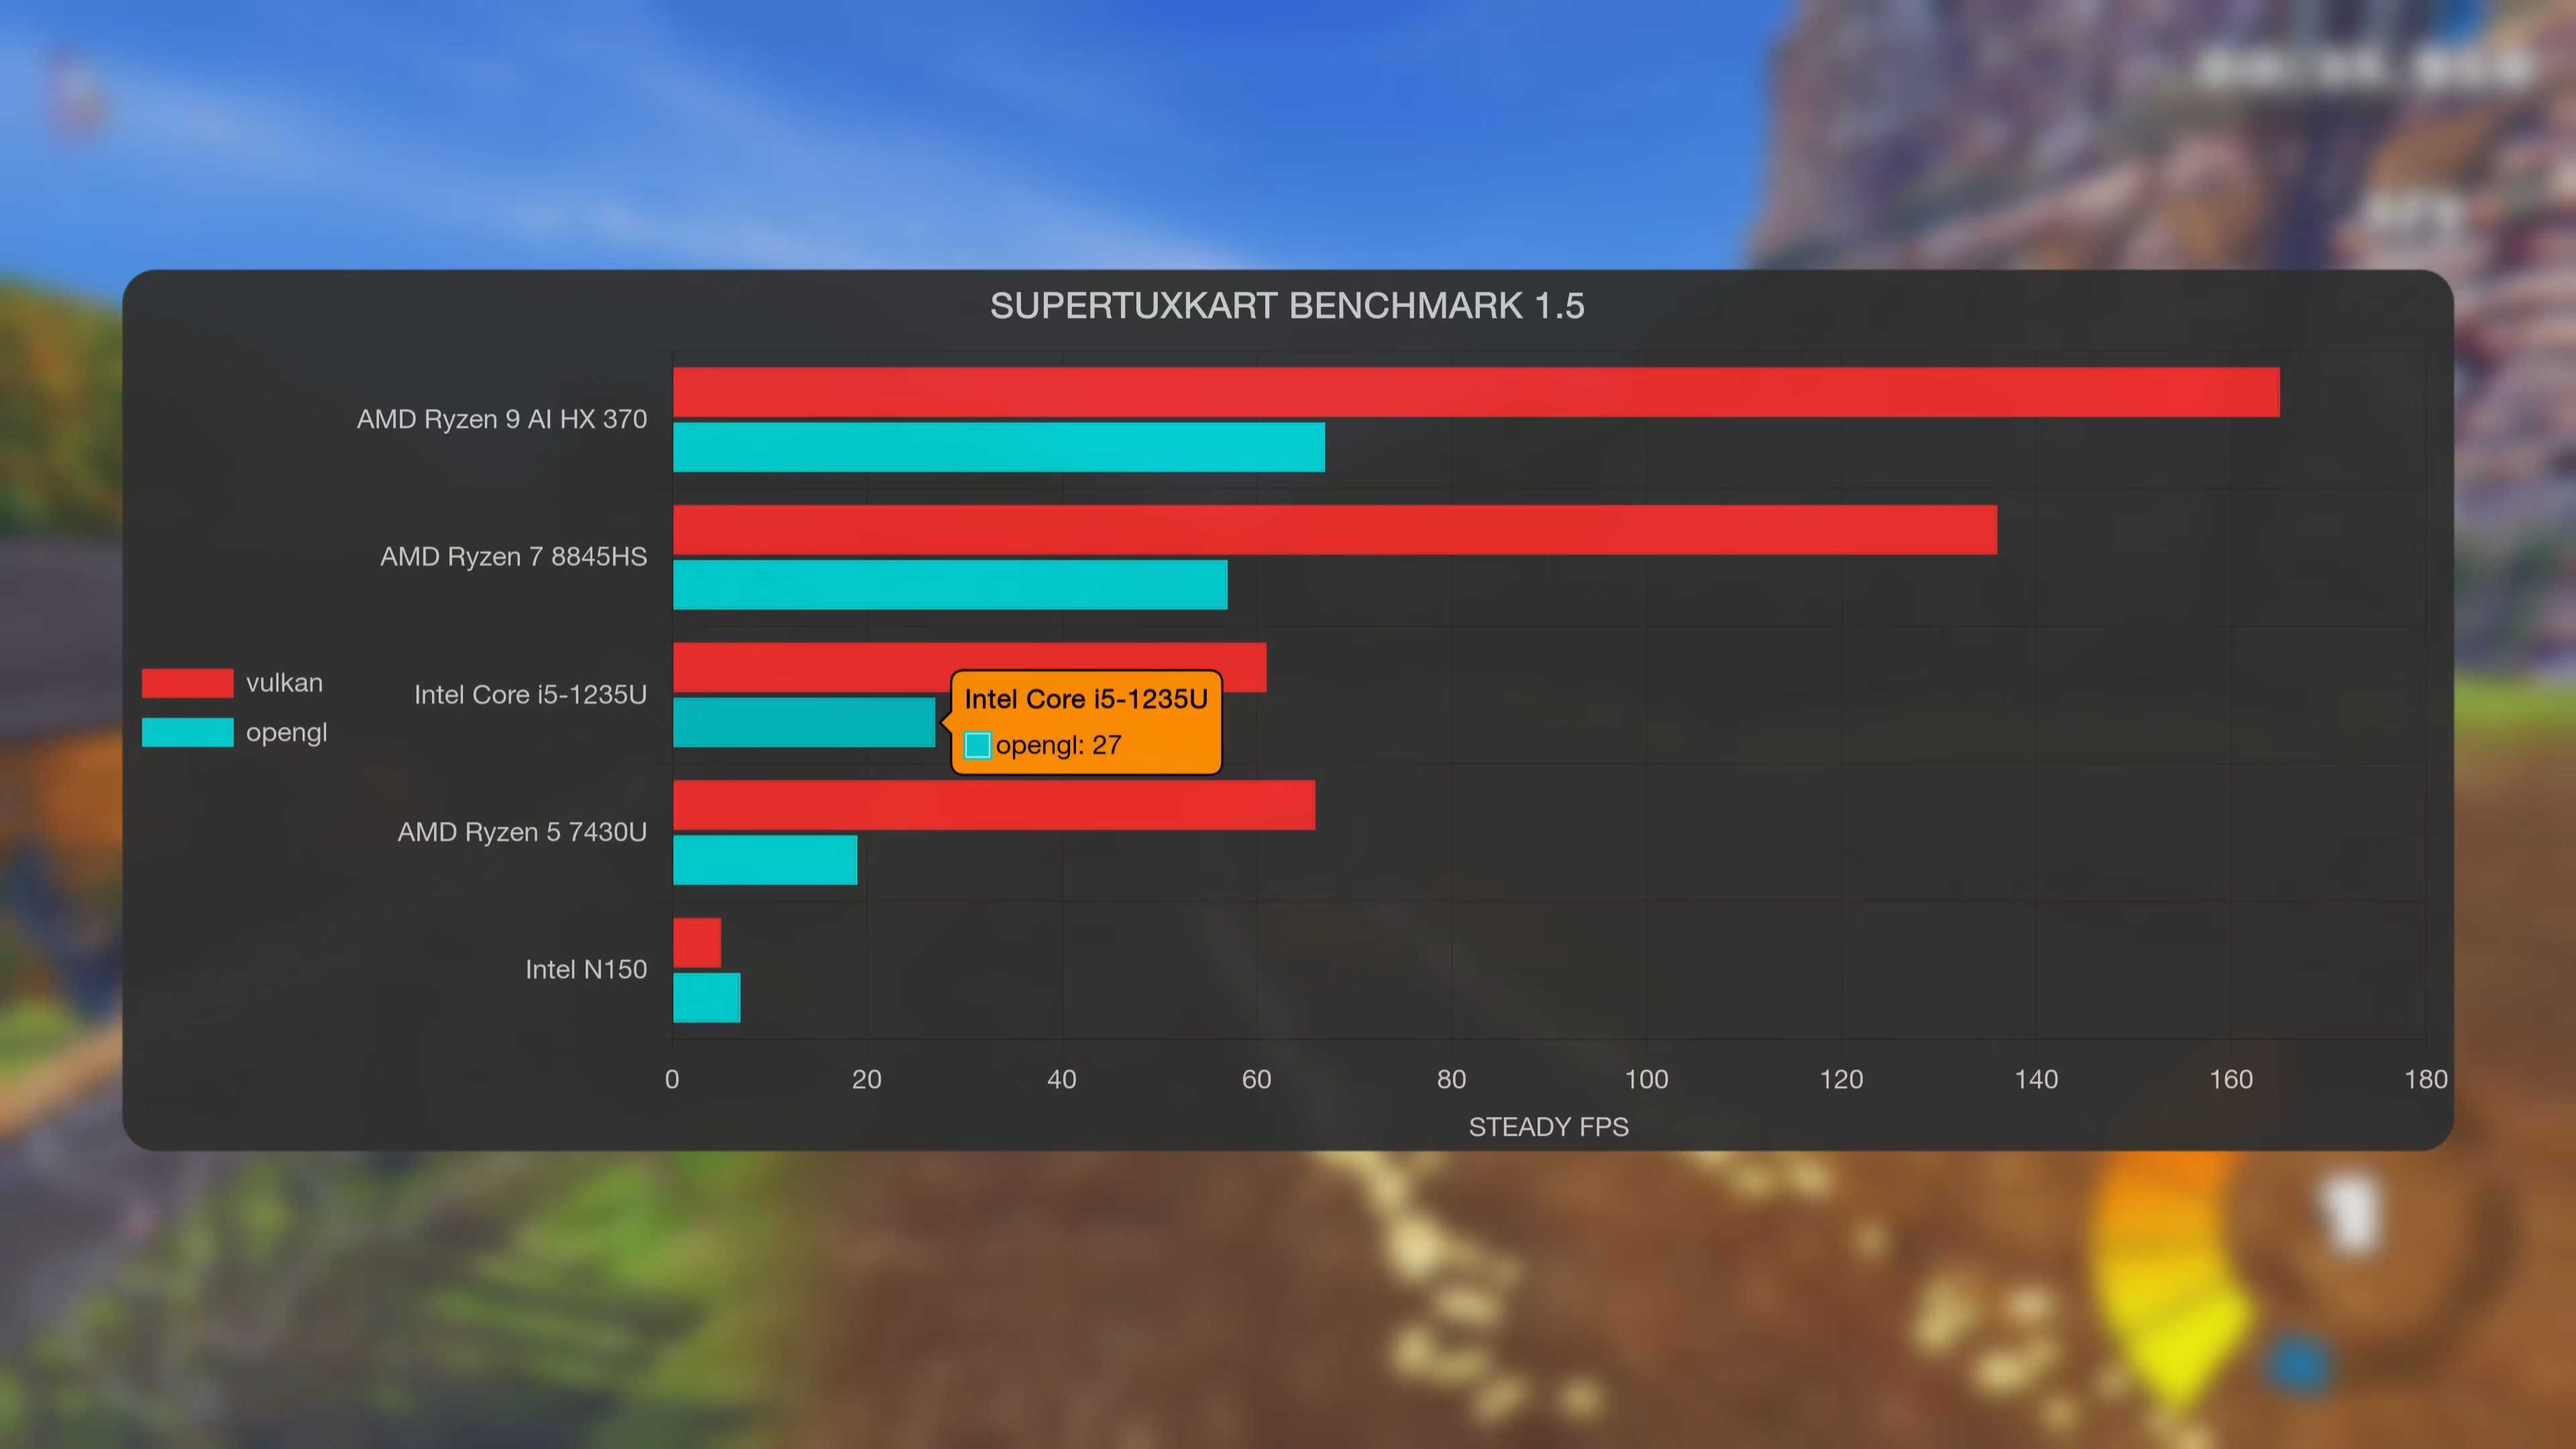 SUPERTUXKART BENCHMARK 1.5
AMD Ryzen 9 AI HX 370
AMD Ryzen 7 8845HS
vulkan
opengl
Intel Core i5-1235U
Intel Core i5-1235U
opengl: 27
AMD Ryzen 5 7430U
Intel N150
0 20 40 60 80 100 120 140 160 180
STEADY FPS
1